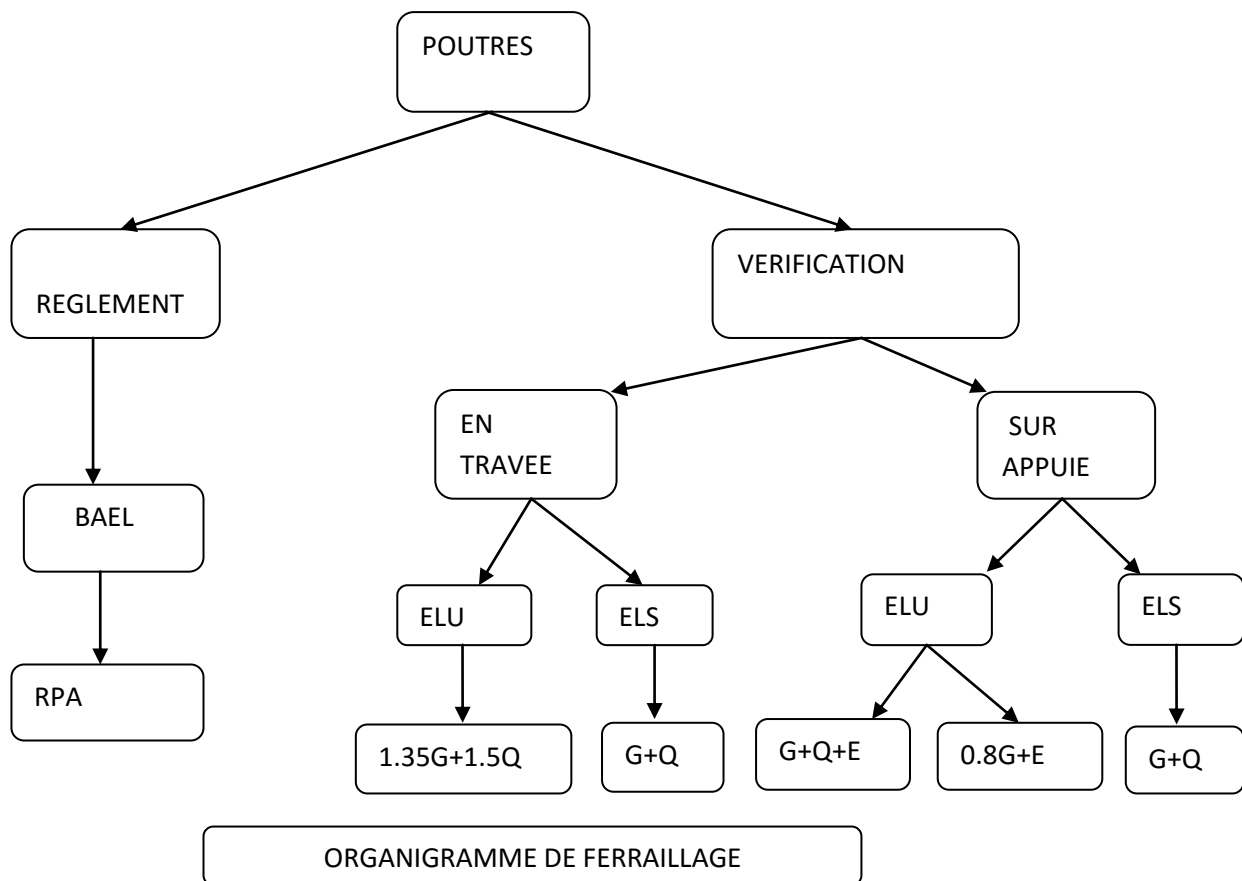 POUTRES
REGLEMENT
VERIFICATION
EN
TRAVEE
SUR
APPUIE
BAEL
ELU
ELS
ELU
ELS
RPA
1.35G+1.5Q
G+Q
G+Q+E
0.8G+E
G+Q
ORGANIGRAMME DE FERRAILLAGE